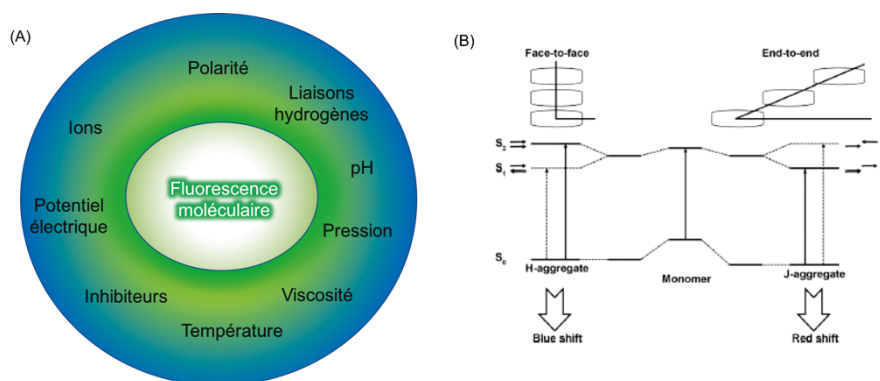 (A)
Polarité
Liaisons
hydrogènes
Ions
pH
Fluorescence
moléculaire
Potentiel
électrique
Pression
Inhibiteurs
Viscosité
Température
(B)
Face-to-face
End-to-end
S₂
S₁
S₀
H-aggregate
Monomer
J-aggregate
Blue shift
Red shift